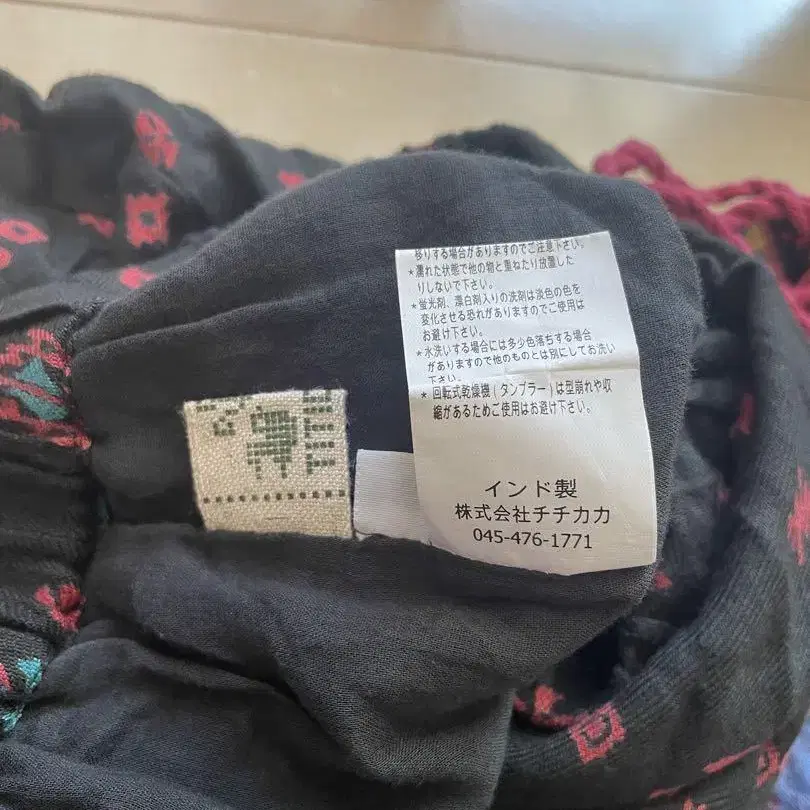 移りする場合がありますのでご注意下さい。
*濡れた状態で他の物と重ねたり放置した
りしないで下さい。
*蛍光剤、漂白剤入りの洗剤は淡色の色を
変化させる恐れがありますのでご使用は
お避け下さい。
*水洗いする場合には多少色落ちする場合
がありますので他のものとは別にしてお洗い
下さい。
* 回転式乾燥機(タンブラー)は型崩れや収
縮があるためご使用はお避け下さい。
インド製
株式会社チチカカ
045-476-1771